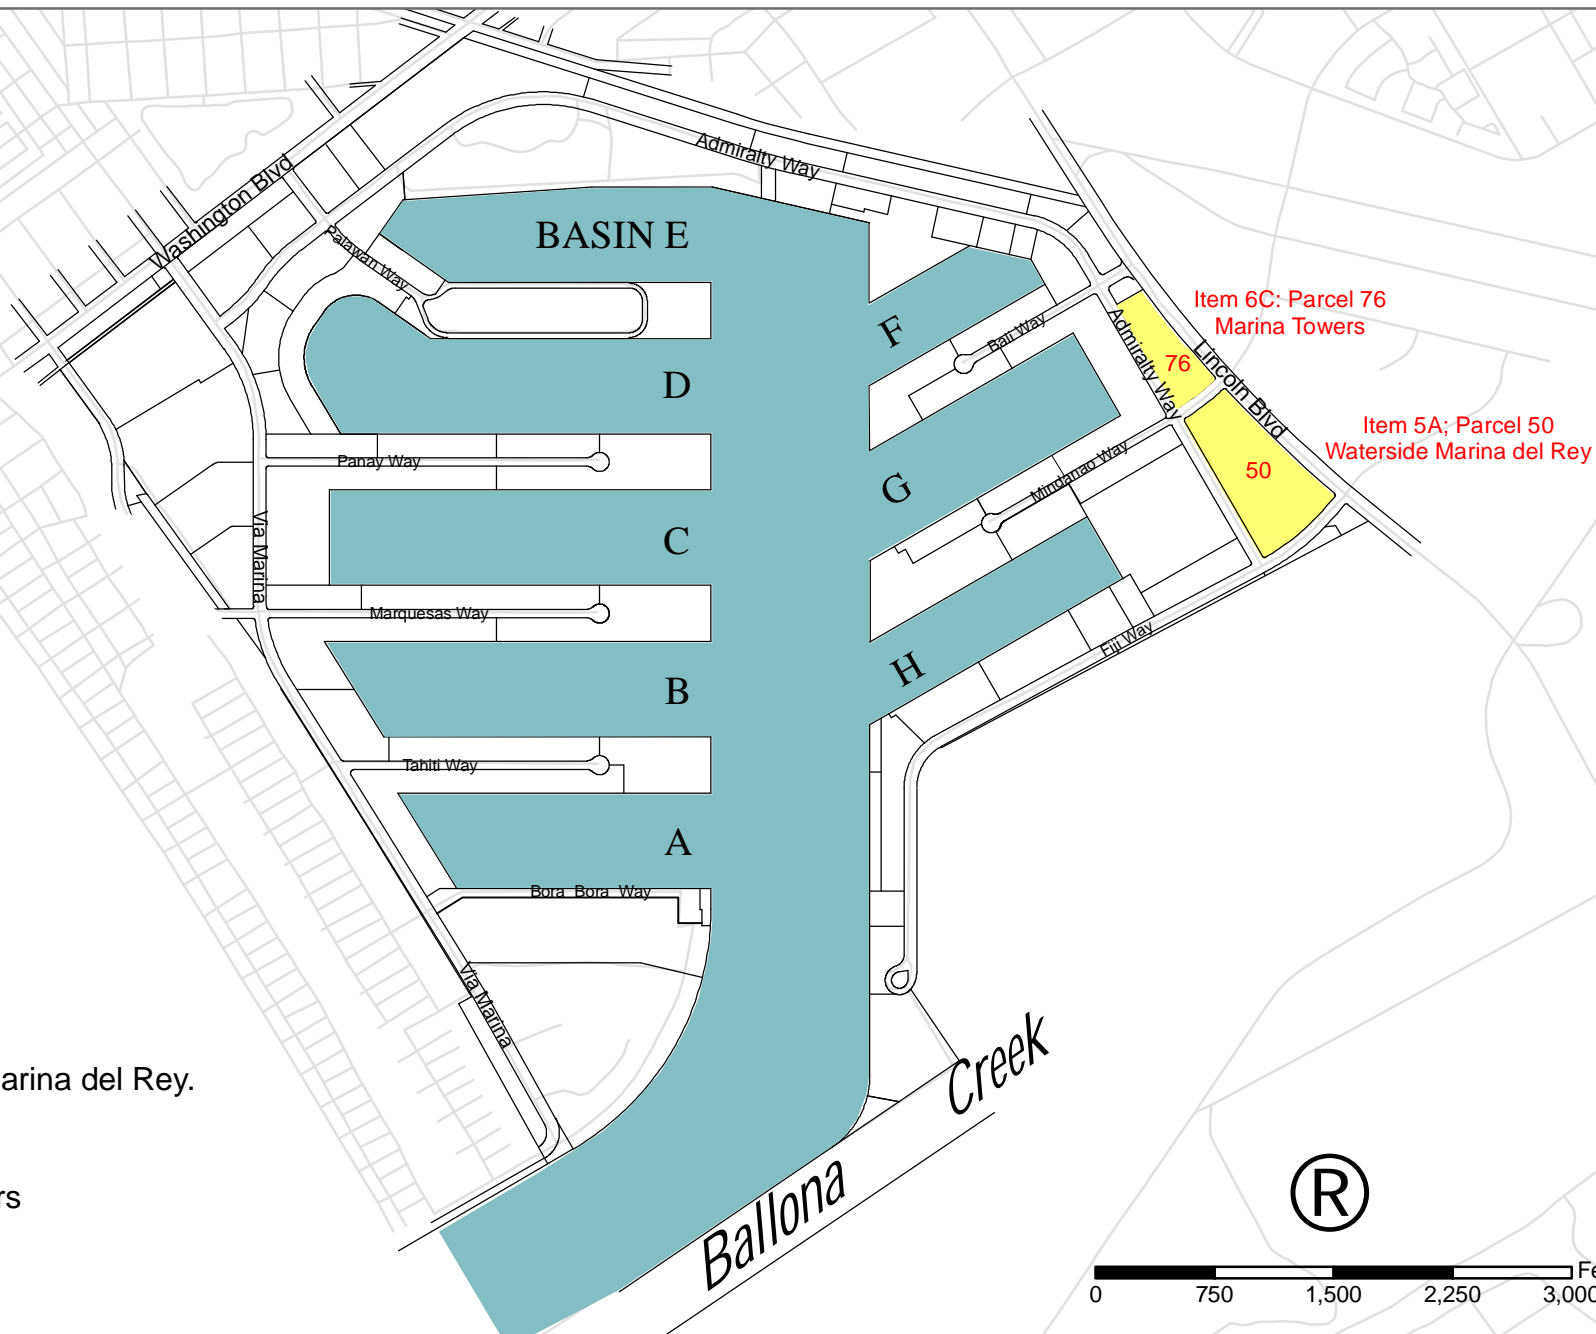 Washington Blvd
Admiralty Way
BASIN E
Palawan Way
F
Bali Way
Admiralty Way
Item 6C: Parcel 76
Marina Towers
76
Lincoln Blvd
D
Item 5A; Parcel 50
Waterside Marina del Rey
50
Panay Way
G
Mindanao Way
Via Marina
C
Marquesas Way
Fiji Way
H
B
Tahiti Way
A
Bora Bora Way
Via Marina
Creek
Ballona
arina del Rey.
rs
®
Fe
0 750 1,500 2,250 3,000